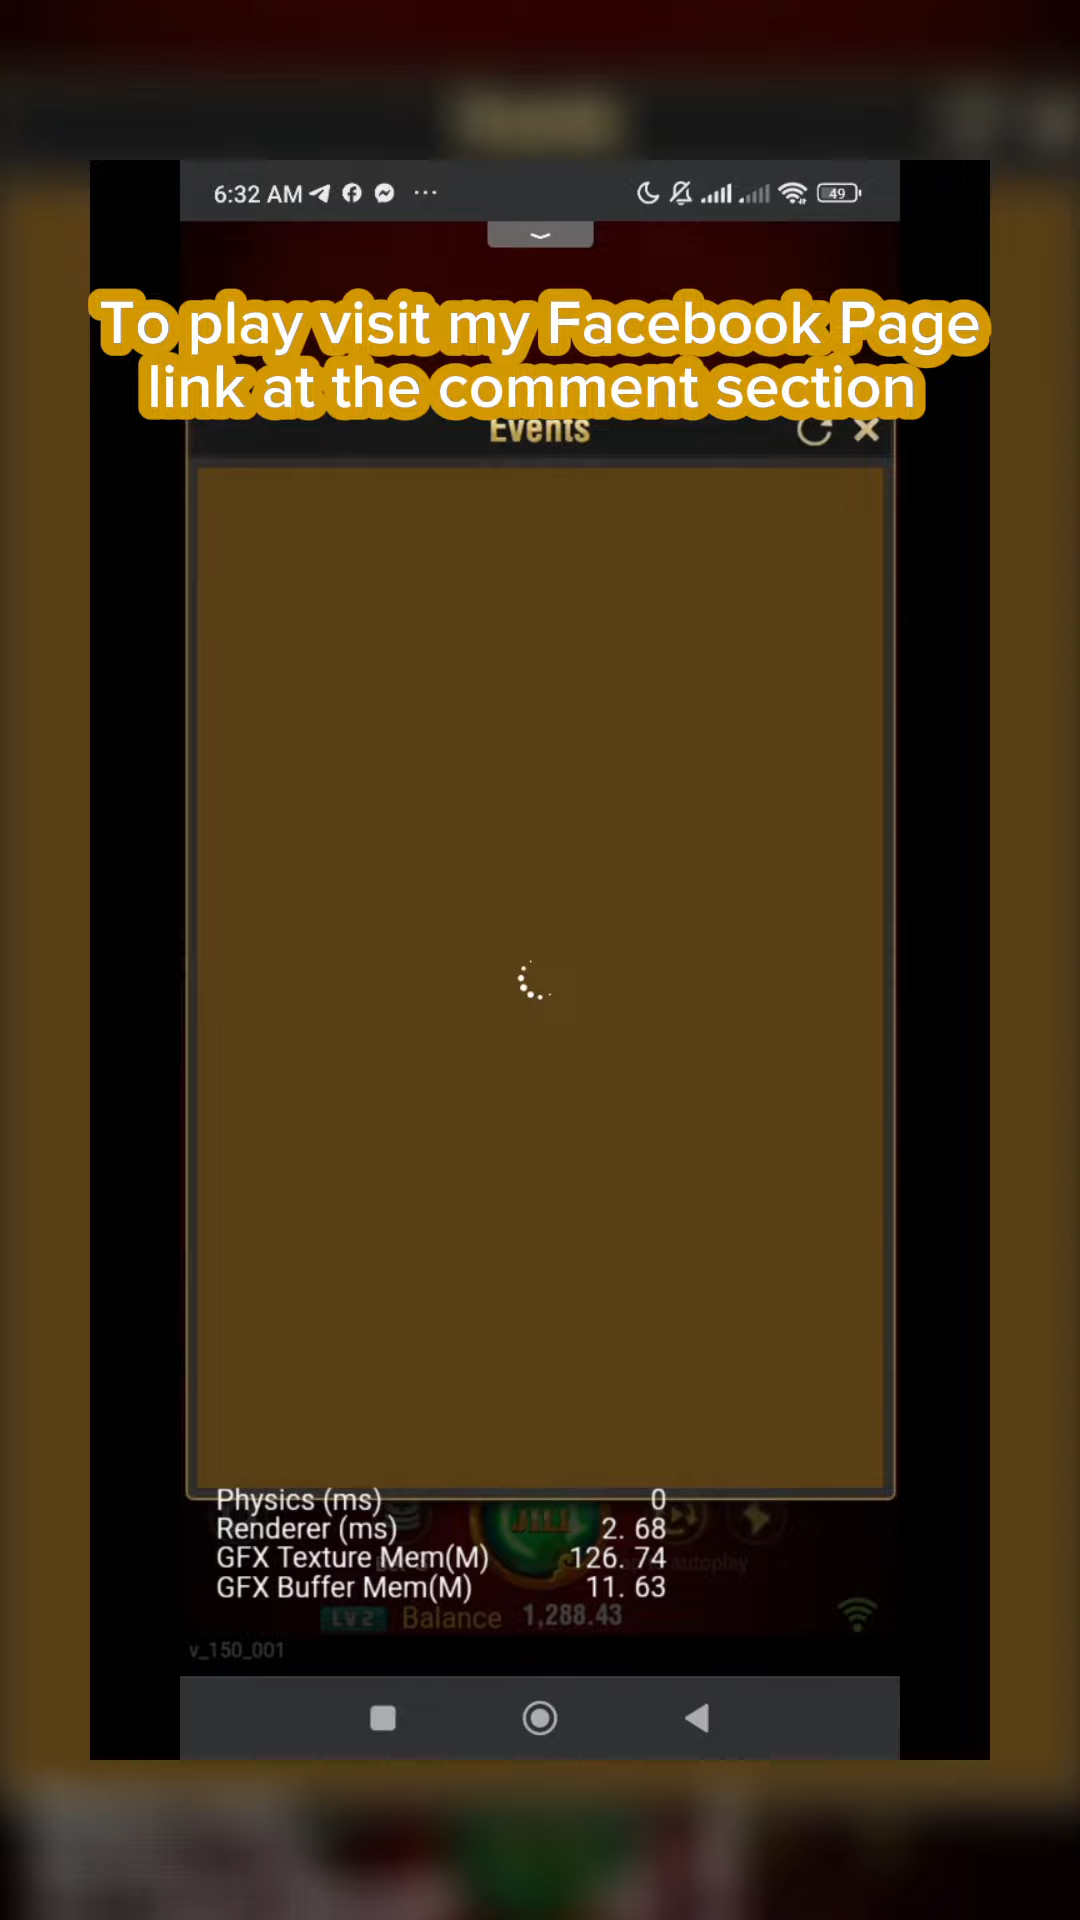 6:32 AM
49
To play visit my Facebook Page
link at the comment section
Events
Physics (ms) 0
Renderer (ms) 2. 68
GFX Texture Mem(M) 126. 74
GFX Buffer Mem(M) 11. 63
autoplay
LV 2 Balance 1,288.43
v_150_001